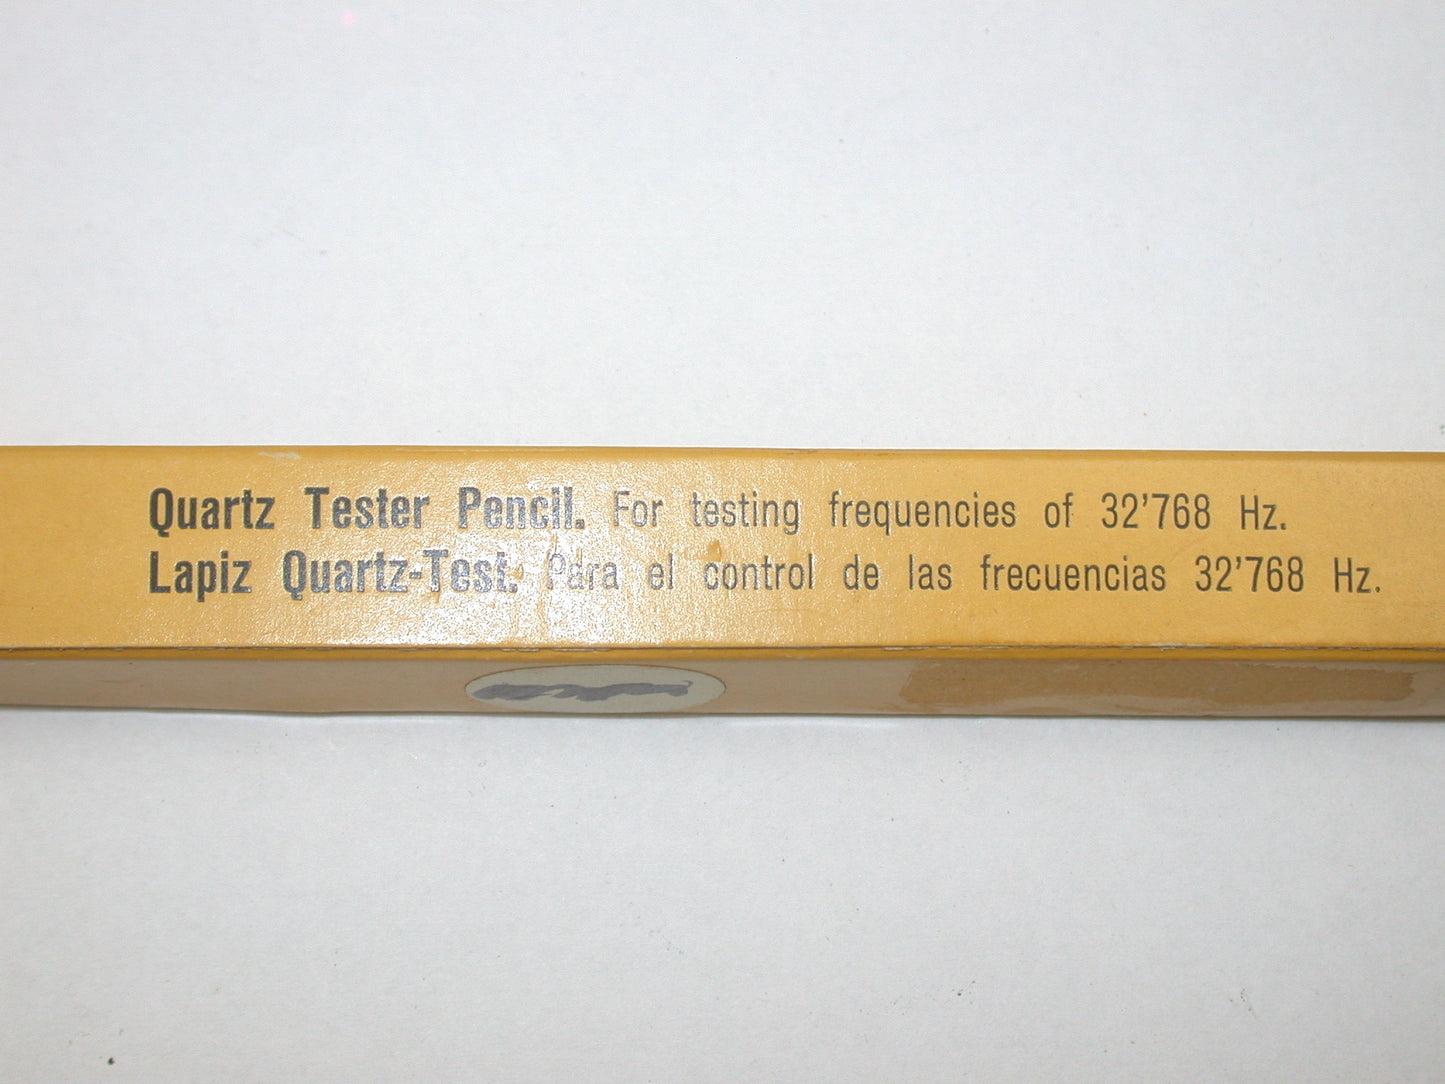 Quartz Tester Pencil. For testing frequencies of 32'768 Hz.
Lapiz Quartz-Test. Para el control de las frecuencias 32'768 Hz.